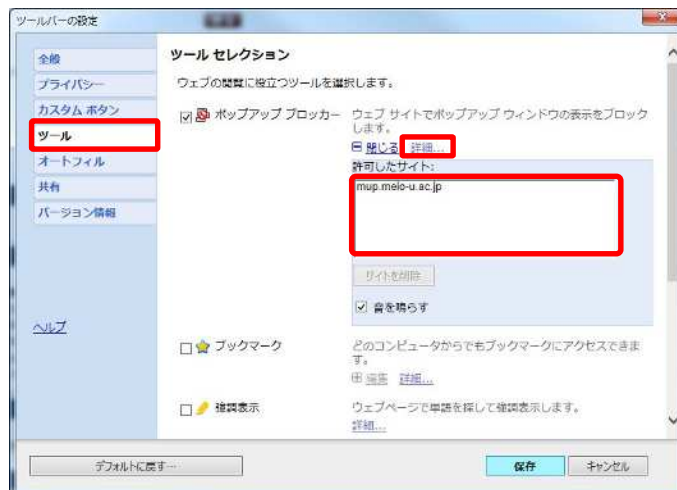 ツールバーの設定
全般
プライバシー
カスタム ボタン
ツール
オートフィル
共有
バージョン情報
ヘルプ
ツール セレクション
ウェブの閲覧に役立つツールを選択します。
ポップアップ ブロッカー
ウェブ サイトでポップアップ ウィンドウの表示をブロック
します。
閉じる 詳細...
許可したサイト:
mup.meio-u.ac.jp
サイトを削除
音を鳴らす
ブックマーク
どのコンピュータからでもブックマークにアクセスできま
す。
編集 詳細...
強調表示
ウェブページで単語を探して強調表示します。
詳細...
デフォルトに戻す…
保存
キャンセル